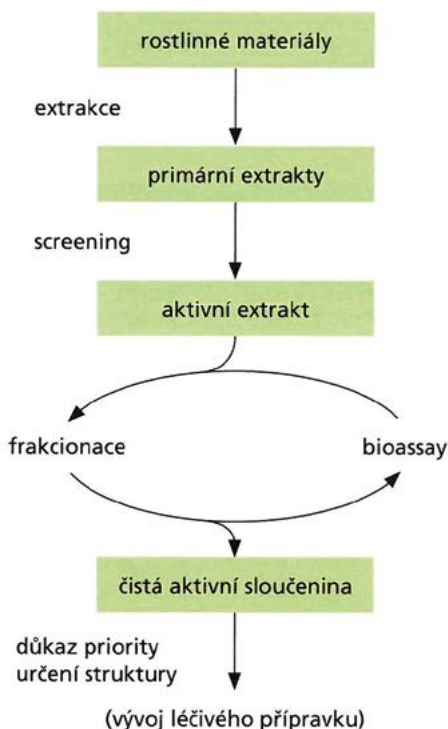 rostlinné materiály
extrakce
primární extrakty
screening
aktivní extrakt
frakcionace
bioassay
čistá aktivní sloučenina
důkaz priority
určení struktury
(vývoj léčivého přípravku)